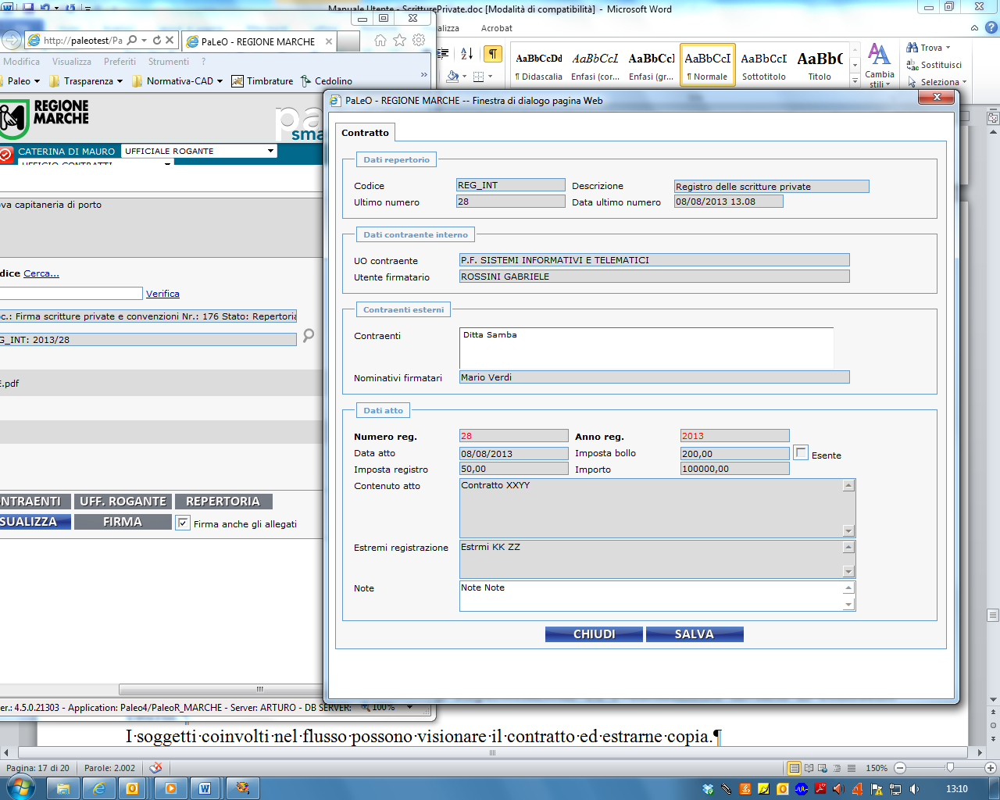 Manuale Utente - ScritturePrivate.doc [Modalità di compatibilità] - Microsoft Word
Acrobat
AaBbCcDd
AaBbCcI
AaBbCcI
AaBbCcI
AaBbCcI
AaBbC
¶ Didascalia
Enfasi (cor...
Enfasi (gr...
¶ Normale
Sottotitolo
Titolo
Cambia
stili
Trova
Sostituisci
Seleziona
http://paleotest/Pa
PaLeO - REGIONE MARCHE
Modifica Visualizza Preferiti Strumenti ?
Paleo Trasparenza Normativa-CAD Timbrature Cedolino
REGIONE
MARCHE
CATERINA DI MAURO
UFFICIALE ROGANTE
UFFICIO CONTRATTI
ova capitaneria di porto
dice Cerca...
Verifica
oc.: Firma scritture private e convenzioni Nr.: 176 Stato: Repertoria
G_INT: 2013/28
E.pdf
NTRAENTI
UFF. ROGANTE
REPERTORIA
SUALIZZA
FIRMA
Firma anche gli allegati
er.: 4.5.0.21303 - Application: Paleo4/PaleoR_MARCHE - Server: ARTURO - DB SERVER:
100%
PaLeO - REGIONE MARCHE -- Finestra di dialogo pagina Web
Contratto
Dati repertorio
Codice REG_INT Descrizione Registro delle scritture private
Ultimo numero 28 Data ultimo numero 08/08/2013 13.08
Dati contraente interno
UO contraente P.F. SISTEMI INFORMATIVI E TELEMATICI
Utente firmatario ROSSINI GABRIELE
Contraenti esterni
Contraenti Ditta Samba
Nominativi firmatari Mario Verdi
Dati atto
Numero reg. 28 Anno reg. 2013
Data atto 08/08/2013 Imposta bollo 200,00 Esente
Imposta registro 50,00 Importo 100000,00
Contenuto atto Contratto XXYY
Estremi registrazione Estrmi KK ZZ
Note Note Note
CHIUDI SALVA
I·soggetti·coinvolti·nel·flusso·possono·visionare·il·contratto·ed·estrarne·copia.¶
Pagina: 17 di 20 Parole: 2.002
150%
13:10